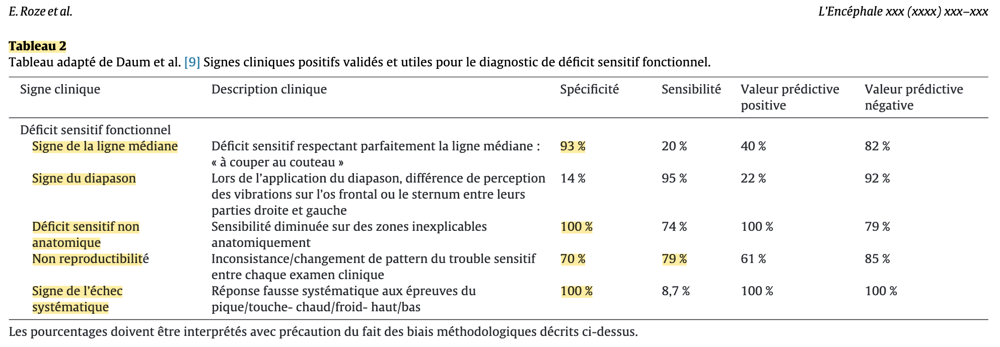 E. Roze et al.
L'Encéphale xxx (xxxx) xxx–xxx
Tableau 2
Tableau adapté de Daum et al. [9] Signes cliniques positifs validés et utiles pour le diagnostic de déficit sensitif fonctionnel.
Signe clinique Description clinique Spécificité Sensibilité Valeur prédictive Valeur prédictive
positive négative
Déficit sensitif fonctionnel
Signe de la ligne médiane Déficit sensitif respectant parfaitement la ligne médiane : 93 % 20 % 40 % 82 %
« à couper au couteau »
Signe du diapason Lors de l'application du diapason, différence de perception 14 % 95 % 22 % 92 %
des vibrations sur l'os frontal ou le sternum entre leurs
parties droite et gauche
Déficit sensitif non Sensibilité diminuée sur des zones inexplicables 100 % 74 % 100 % 79 %
anatomique anatomiquement
Non reproductibilité Inconsistance/changement de pattern du trouble sensitif 70 % 79 % 61 % 85 %
entre chaque examen clinique
Signe de l'échec Réponse fausse systématique aux épreuves du 100 % 8,7 % 100 % 100 %
systématique pique/touche- chaud/froid- haut/bas
Les pourcentages doivent être interprétés avec précaution du fait des biais méthodologiques décrits ci-dessus.